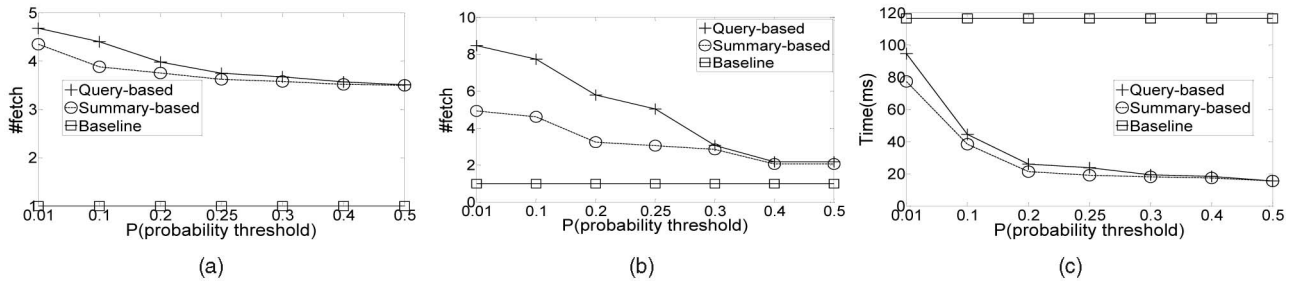 5
4
3
2
1
#fetch
Query-based
Summary-based
Baseline
0.01 0.1 0.2 0.25 0.3 0.4 0.5
P(probability threshold)
(a)
10
8
6
4
2
0
#fetch
Query-based
Summary-based
Baseline
0.01 0.1 0.2 0.25 0.3 0.4 0.5
P(probability threshold)
(b)
120
100
80
60
40
20
0
Time(ms)
Query-based
Summary-based
Baseline
0.01 0.1 0.2 0.25 0.3 0.4 0.5
P(probability threshold)
(c)